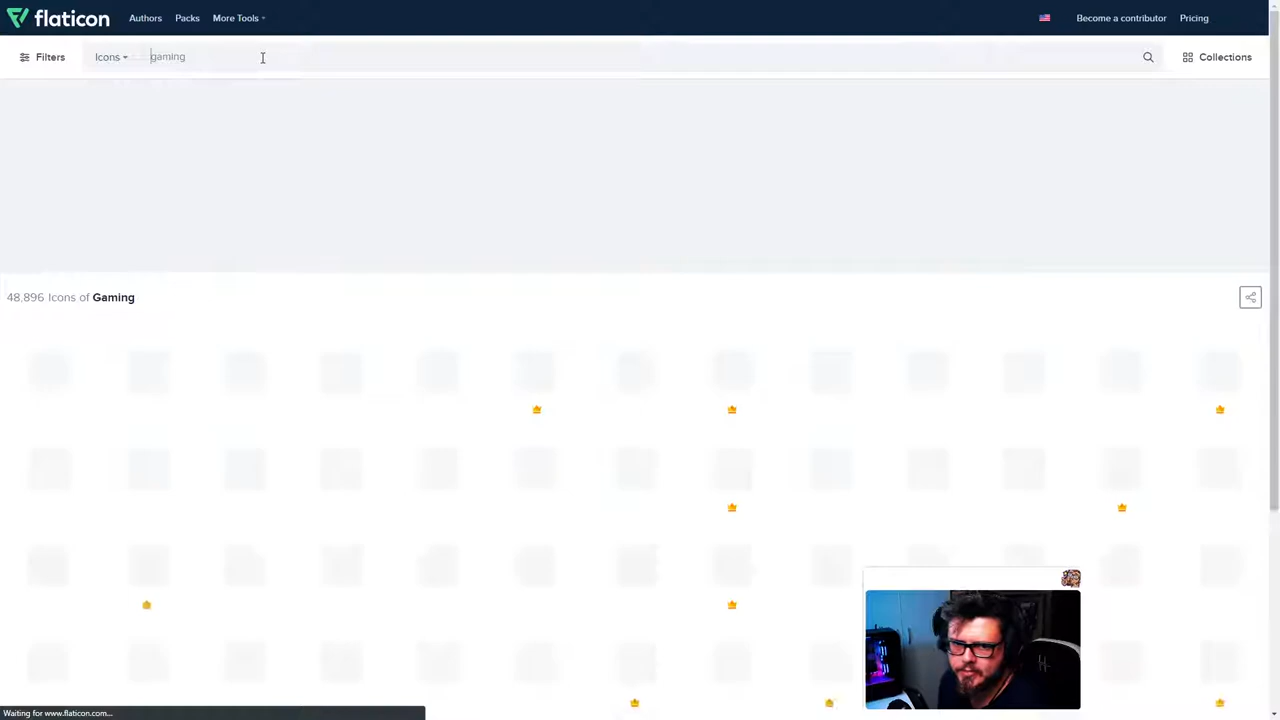 flaticon
Authors
Packs
More Tools
Become a contributor
Pricing
Filters
Icons
gaming
Collections
48,896 Icons of Gaming
Waiting for www.flaticon.com...